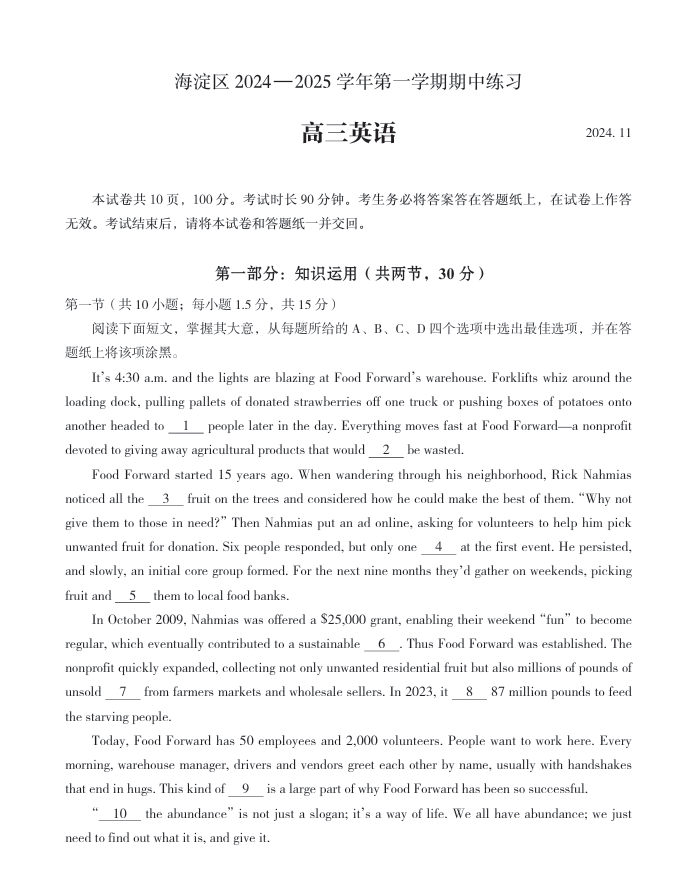 海淀区 2024—2025 学年第一学期期中练习
高三英语
2024. 11
本试卷共 10 页，100 分。考试时长 90 分钟。考生务必将答案答在答题纸上，在试卷上作答
无效。考试结束后，请将本试卷和答题纸一并交回。
第一部分：知识运用（共两节，30 分）
第一节（共 10 小题；每小题 1.5 分，共 15 分）
阅读下面短文，掌握其大意，从每题所给的 A、B、C、D 四个选项中选出最佳选项，并在答
题纸上将该项涂黑。
It's 4:30 a.m. and the lights are blazing at Food Forward's warehouse. Forklifts whiz around the
loading dock, pulling pallets of donated strawberries off one truck or pushing boxes of potatoes onto
another headed to __1__ people later in the day. Everything moves fast at Food Forward—a nonprofit
devoted to giving away agricultural products that would __2__ be wasted.
Food Forward started 15 years ago. When wandering through his neighborhood, Rick Nahmias
noticed all the __3__ fruit on the trees and considered how he could make the best of them. "Why not
give them to those in need?" Then Nahmias put an ad online, asking for volunteers to help him pick
unwanted fruit for donation. Six people responded, but only one __4__ at the first event. He persisted,
and slowly, an initial core group formed. For the next nine months they'd gather on weekends, picking
fruit and __5__ them to local food banks.
In October 2009, Nahmias was offered a $25,000 grant, enabling their weekend "fun" to become
regular, which eventually contributed to a sustainable __6__. Thus Food Forward was established. The
nonprofit quickly expanded, collecting not only unwanted residential fruit but also millions of pounds of
unsold __7__ from farmers markets and wholesale sellers. In 2023, it __8__ 87 million pounds to feed
the starving people.
Today, Food Forward has 50 employees and 2,000 volunteers. People want to work here. Every
morning, warehouse manager, drivers and vendors greet each other by name, usually with handshakes
that end in hugs. This kind of __9__ is a large part of why Food Forward has been so successful.
"__10__ the abundance" is not just a slogan; it's a way of life. We all have abundance; we just
need to find out what it is, and give it.